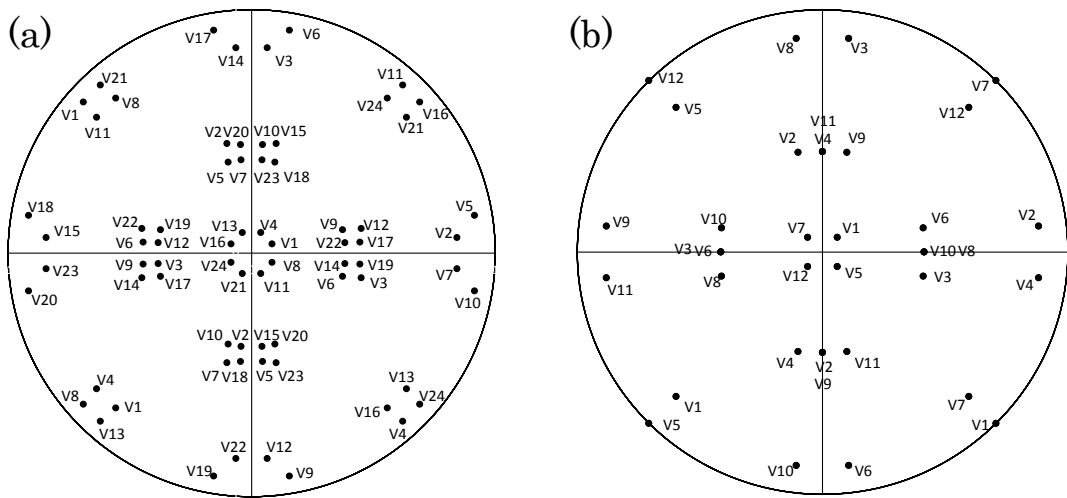 (a)
V17 V6
V14 V3
V21 V11
V1 V8 V24 V16
V11 V21
V2 V20 V10 V15
V5 V7 V23 V18
V18 V5
V15 V22 V19 V13 V4 V9 V12 V2
V6 V12 V16 V1 V22 V17
V23 V9 V3 V24 V8 V14 V19 V7
V20 V14 V17 V21 V11 V6 V3 V10
V10 V2 V15 V20
V7 V18 V5 V23
V4 V13
V8 V1 V16 V24
V13 V4
V22 V12
V19 V9
(b)
V8 V3
V12 V7
V5 V12
V11
V2 V4 V9
V9 V10 V6 V2
V7 V1
V3 V6 V10 V8
V11 V8 V12 V5 V3 V4
V4 V2 V11
V9
V1 V7
V5 V1
V10 V6